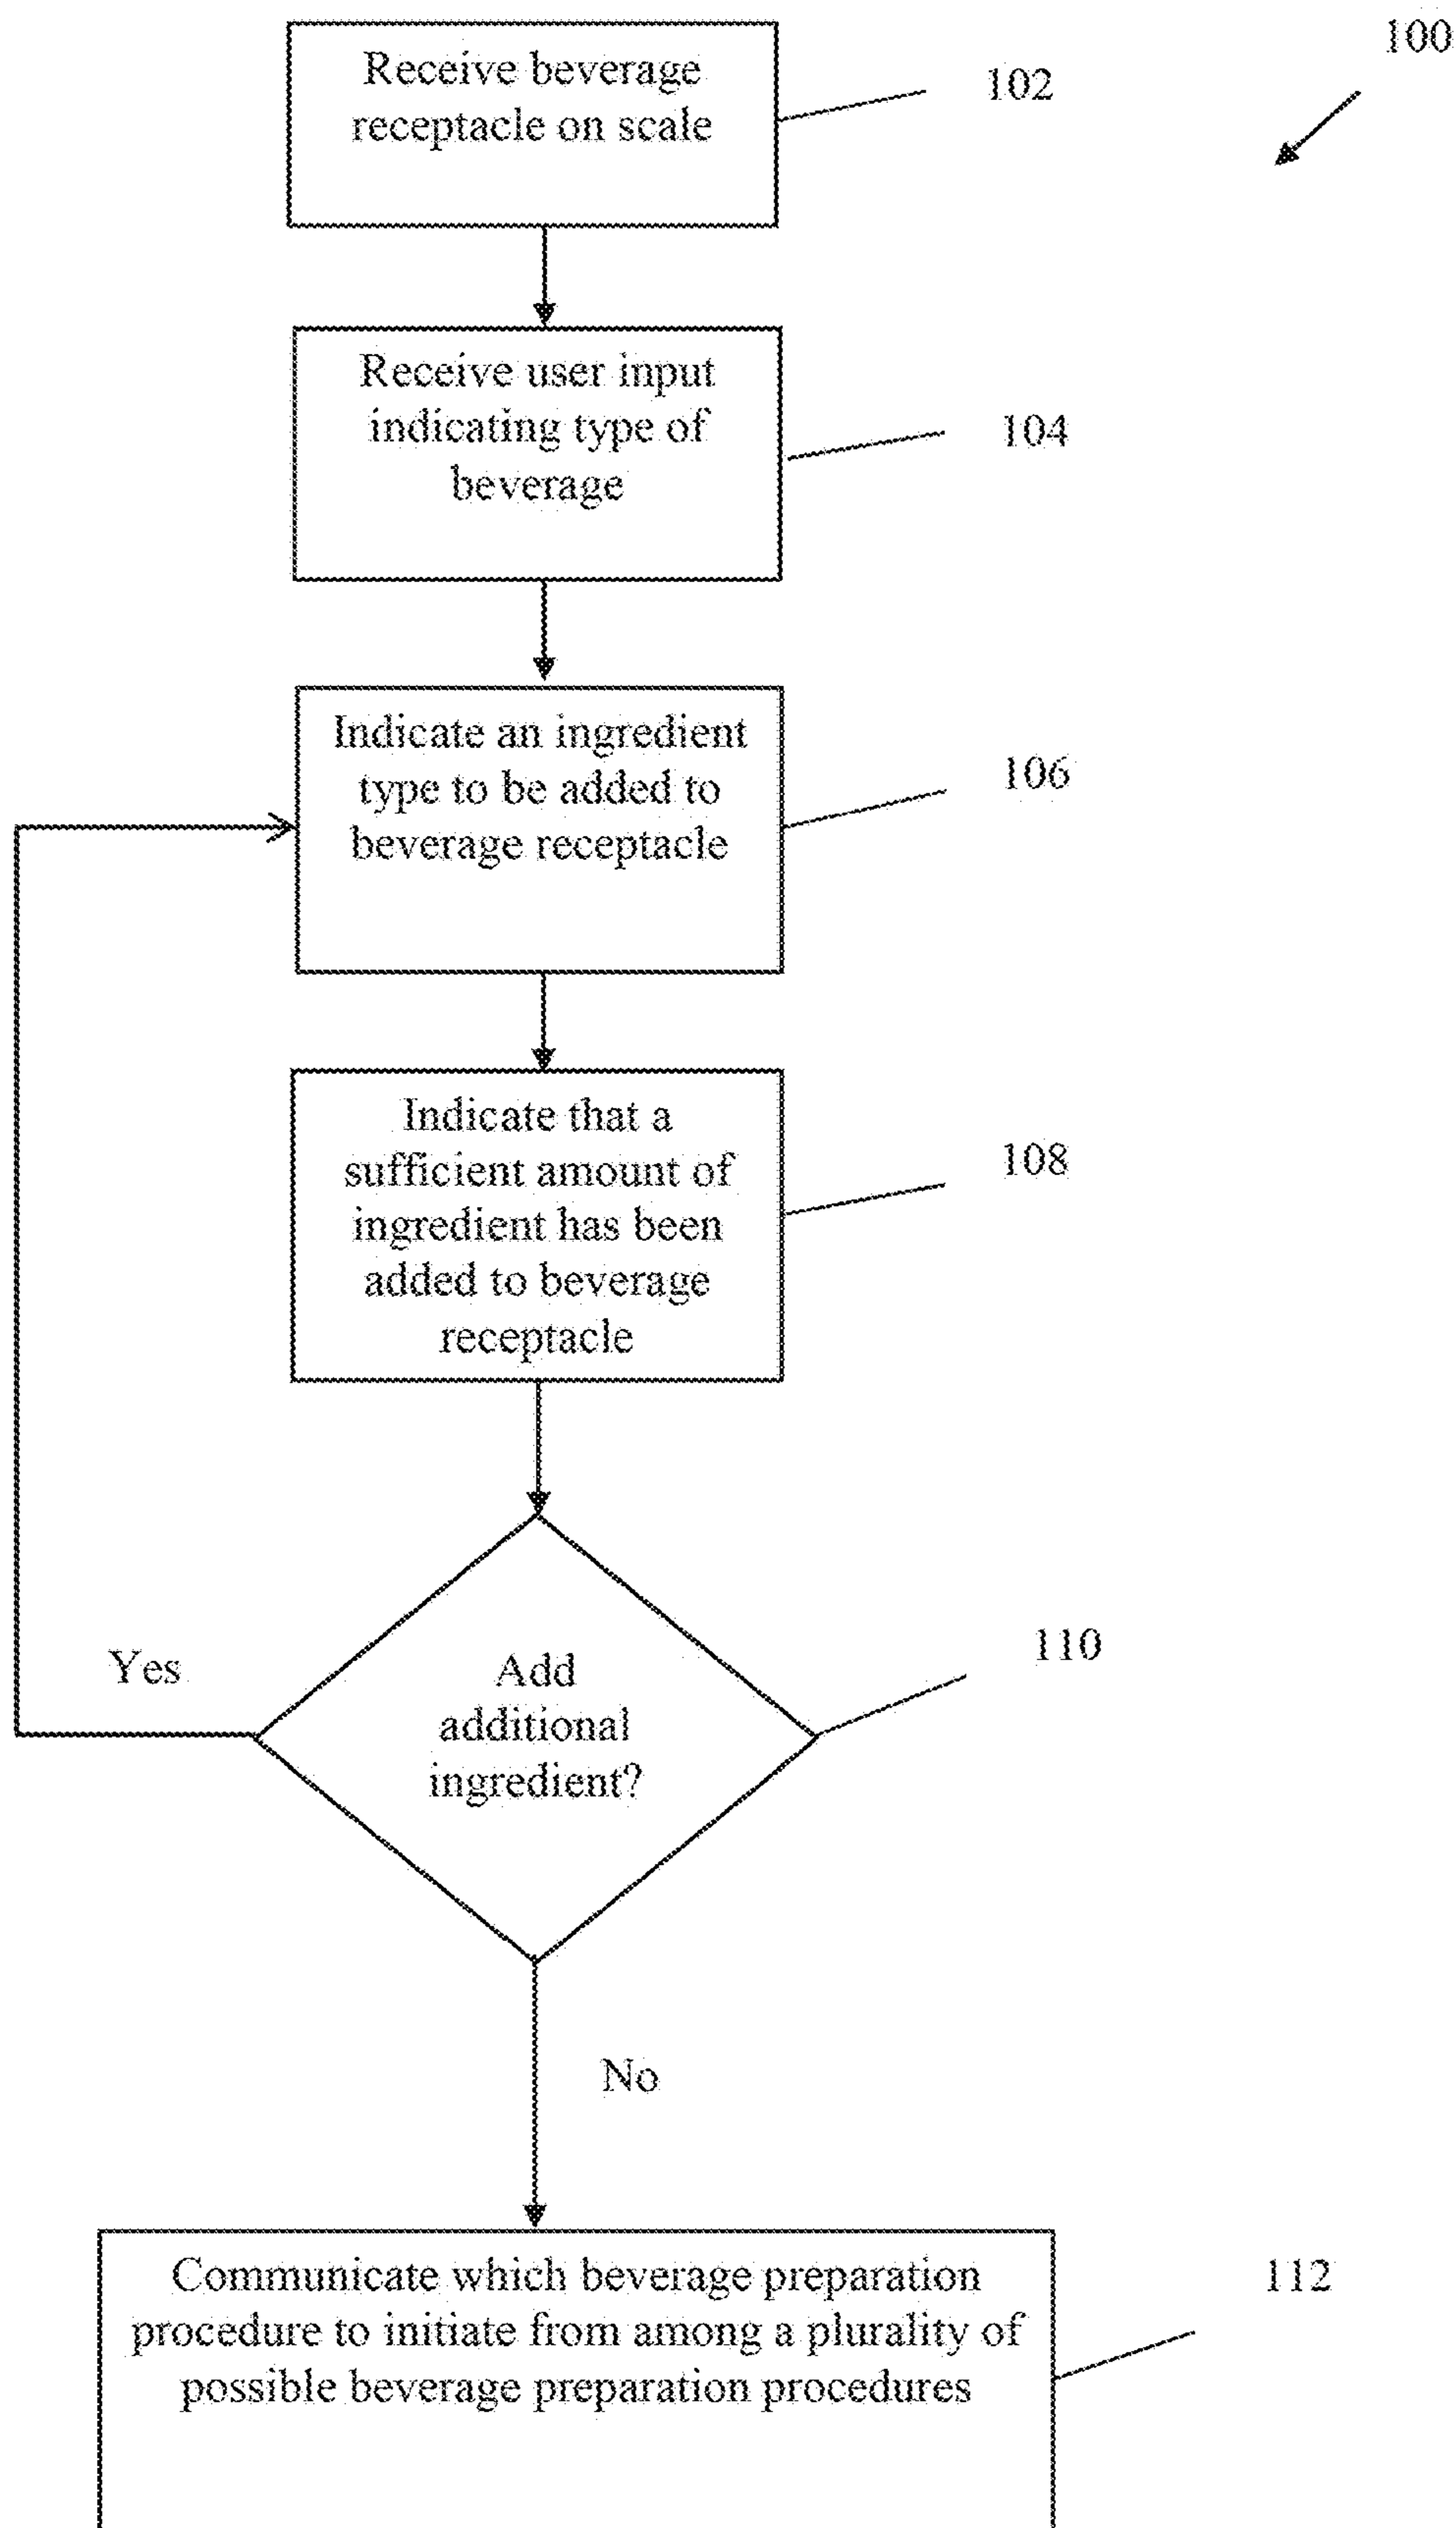 100
Receive beverage
receptacle on scale
102
Receive user input
indicating type of
beverage
104
Indicate an ingredient
type to be added to
beverage receptacle
106
Indicate that a
sufficient amount of
ingredient has been
added to beverage
receptacle
108
Add
additional
ingredient?
110
Yes
No
Communicate which beverage preparation
procedure to initiate from among a plurality of
possible beverage preparation procedures
112